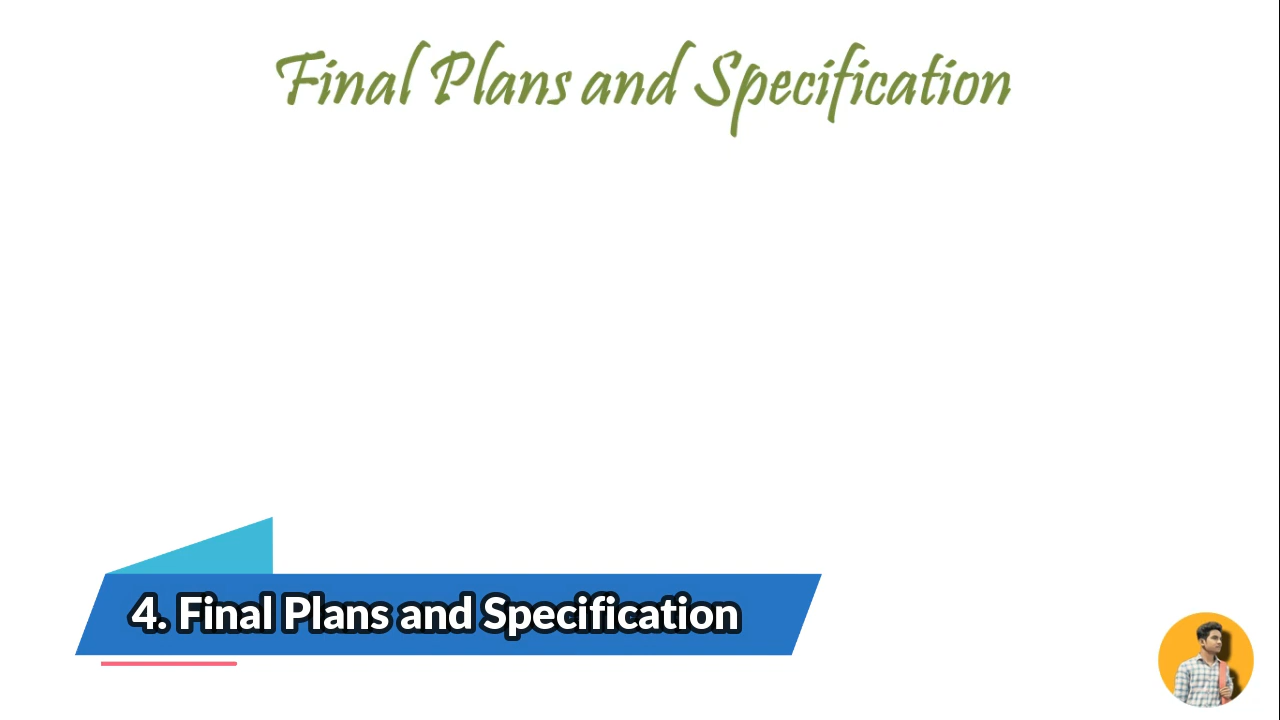 Final Plans and Specification
4. Final Plans and Specification